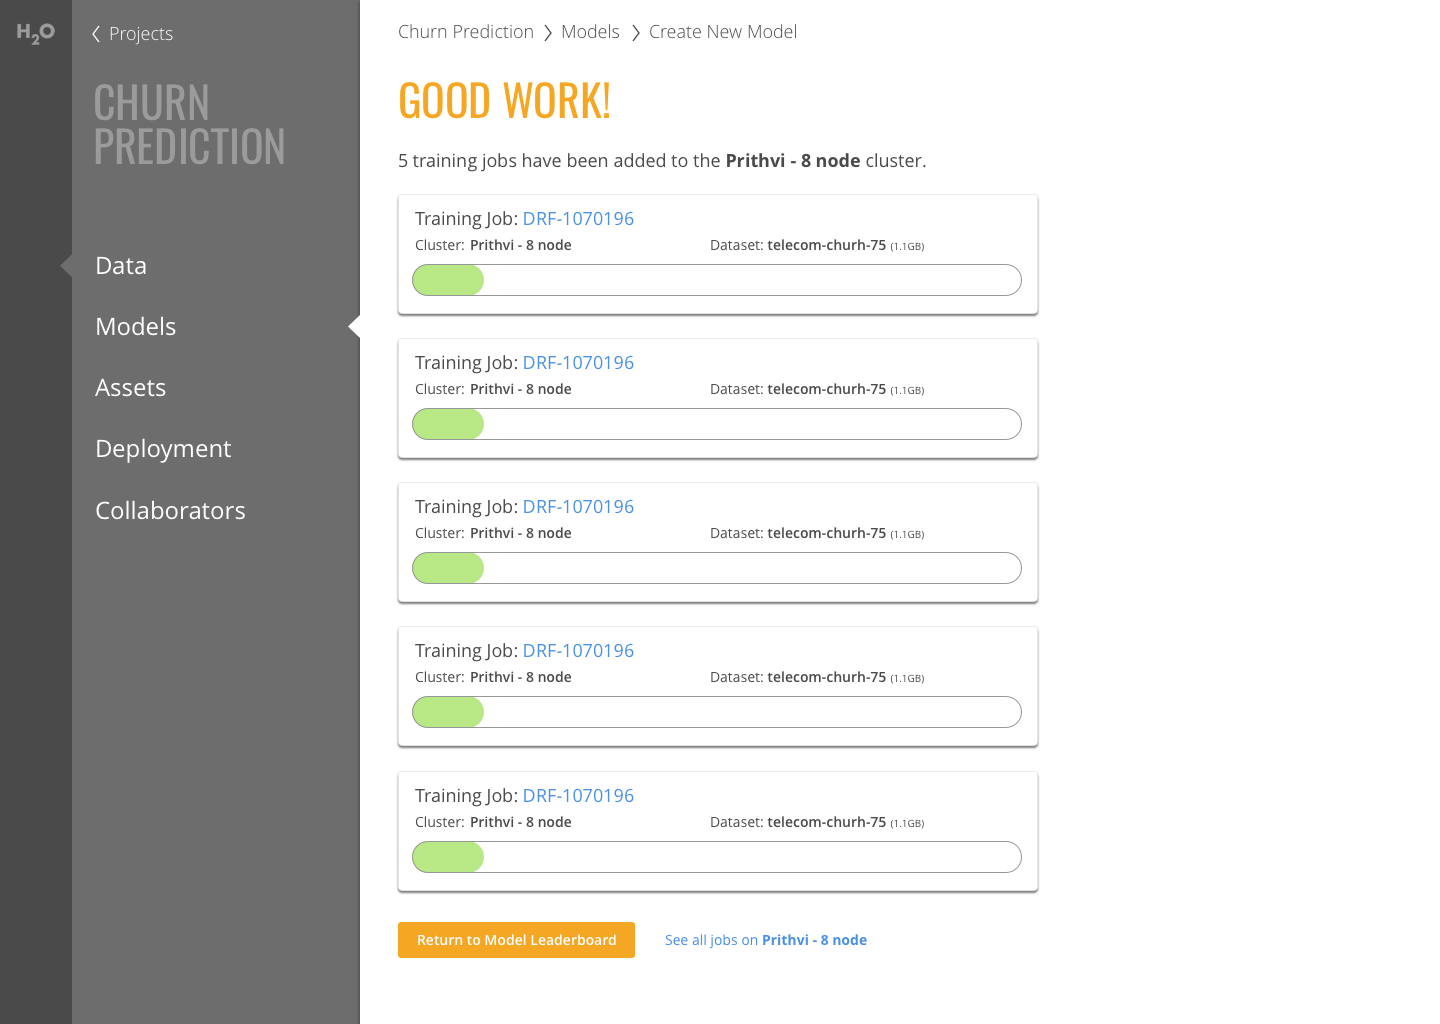 H2O
Projects
CHURN
PREDICTION
Data
Models
Assets
Deployment
Collaborators
Churn Prediction Models Create New Model
GOOD WORK!
5 training jobs have been added to the Prithvi - 8 node cluster.
Training Job: DRF-1070196
Cluster: Prithvi - 8 node Dataset: telecom-churh-75 (1.1GB)
Training Job: DRF-1070196
Cluster: Prithvi - 8 node Dataset: telecom-churh-75 (1.1GB)
Training Job: DRF-1070196
Cluster: Prithvi - 8 node Dataset: telecom-churh-75 (1.1GB)
Training Job: DRF-1070196
Cluster: Prithvi - 8 node Dataset: telecom-churh-75 (1.1GB)
Training Job: DRF-1070196
Cluster: Prithvi - 8 node Dataset: telecom-churh-75 (1.1GB)
Return to Model Leaderboard See all jobs on Prithvi - 8 node